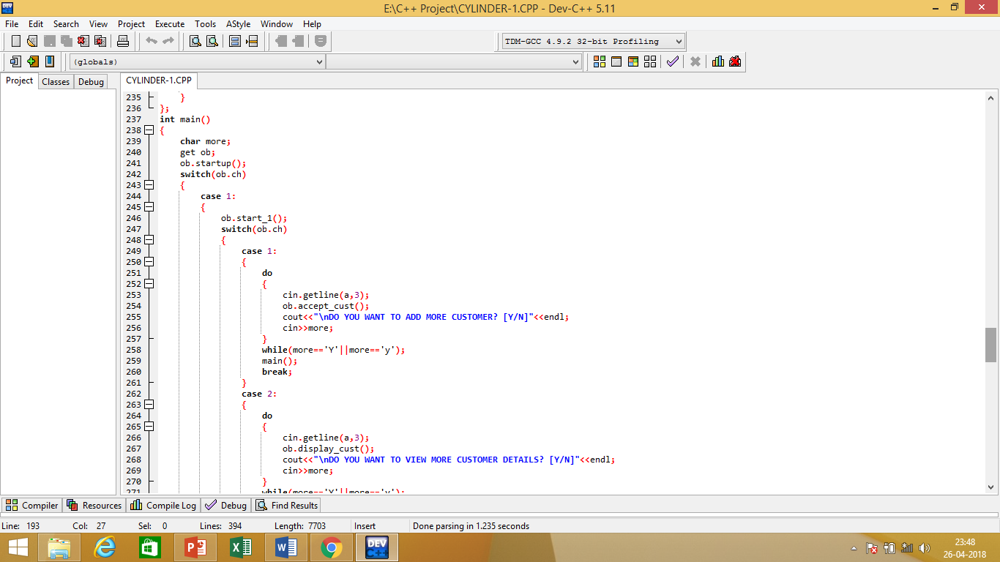 E:\C++ Project\CYLINDER-1.CPP - Dev-C++ 5.11
File Edit Search View Project Execute Tools AStyle Window Help
TDM-GCC 4.9.2 32-bit Profiling
(globals)
Project Classes Debug
CYLINDER-1.CPP
235 }
236 };
237 int main()
238 {
239 char more;
240 get ob;
241 ob.startup();
242 switch(ob.ch)
243 {
244 case 1:
245 {
246 ob.start_1();
247 switch(ob.ch)
248 {
249 case 1:
250 {
251 do
252 {
253 cin.getline(a,3);
254 ob.accept_cust();
255 cout<<"\nDO YOU WANT TO ADD MORE CUSTOMER? [Y/N]"<<endl;
256 cin>>more;
257 }
258 while(more=='Y'||more=='y');
259 main();
260 break;
261 }
262 case 2:
263 {
264 do
265 {
266 cin.getline(a,3);
267 ob.display_cust();
268 cout<<"\nDO YOU WANT TO VIEW MORE CUSTOMER DETAILS? [Y/N]"<<endl;
269 cin>>more;
270 }
271 while(more=='Y'||more=='y');
Compiler Resources Compile Log Debug Find Results
Line: 193 Col: 27 Sel: 0 Lines: 394 Length: 7703 Insert Done parsing in 1.235 seconds
23:48
26-04-2018